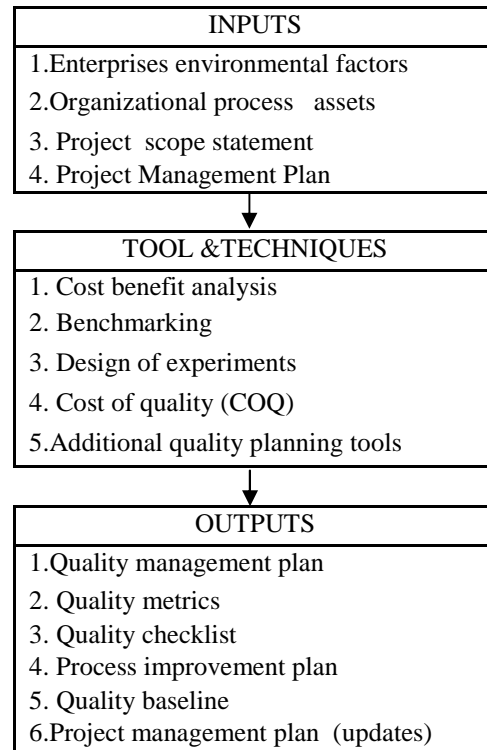 INPUTS
1.Enterprises environmental factors
2.Organizational process assets
3. Project scope statement
4. Project Management Plan
TOOL &TECHNIQUES
1. Cost benefit analysis
2. Benchmarking
3. Design of experiments
4. Cost of quality (COQ)
5.Additional quality planning tools
OUTPUTS
1.Quality management plan
2. Quality metrics
3. Quality checklist
4. Process improvement plan
5. Quality baseline
6.Project management plan (updates)